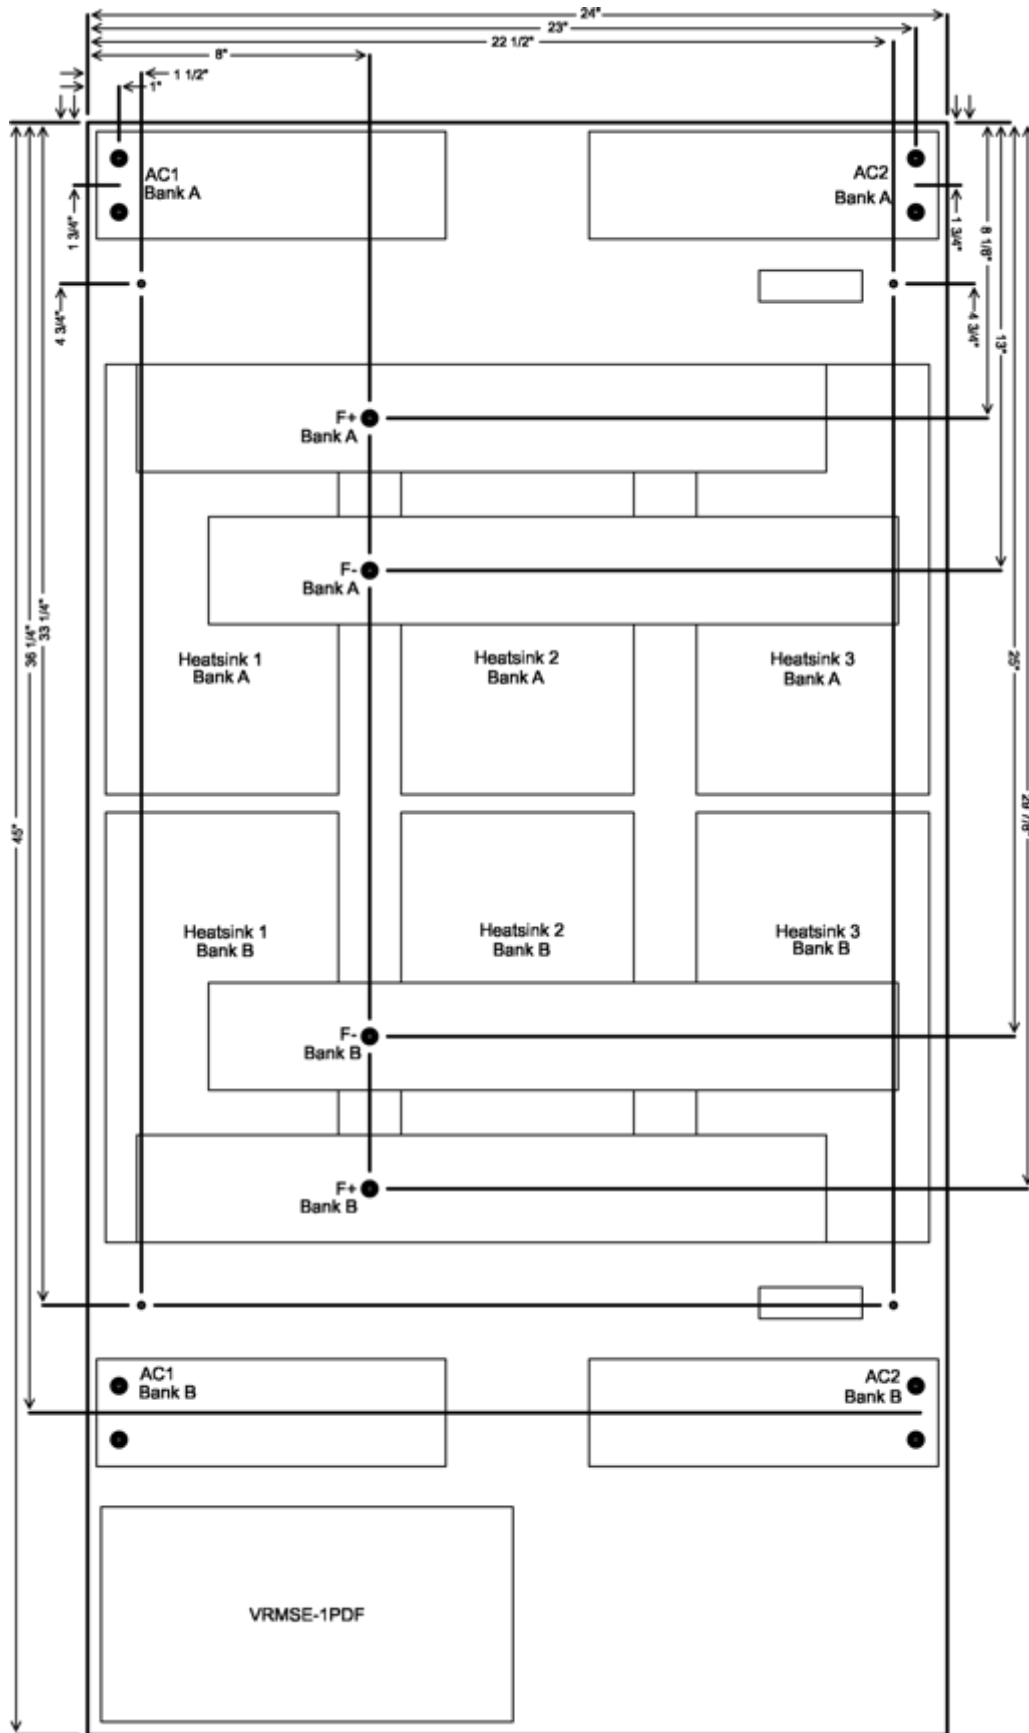 24"
23"
22 1/2"
8"
1 1/2"
1"
AC1
Bank A
AC2
Bank A
1 3/4"
1 3/4"
8 1/8"
4 3/4"
4 3/4"
13"
F+
Bank A
F-
Bank A
36 1/4"
33 1/4"
25"
Heatsink 1
Bank A
Heatsink 2
Bank A
Heatsink 3
Bank A
45"
29 7/8"
Heatsink 1
Bank B
Heatsink 2
Bank B
Heatsink 3
Bank B
F-
Bank B
F+
Bank B
AC1
Bank B
AC2
Bank B
VRMSE-1PDF